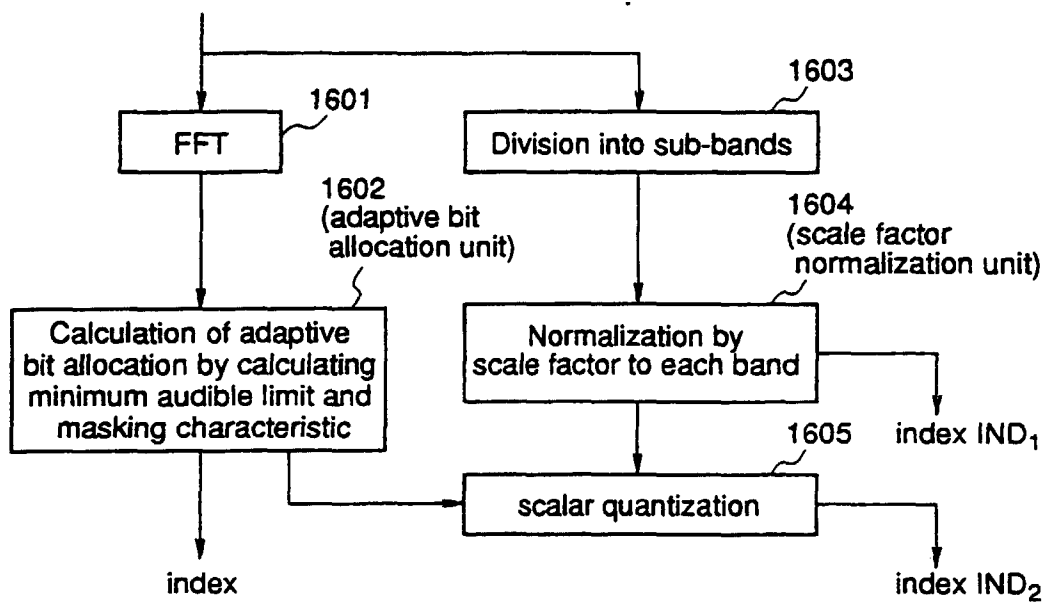 1601
FFT
1603
Division into sub-bands
1602
(adaptive bit
allocation unit)
1604
(scale factor
normalization unit)
Calculation of adaptive
bit allocation by calculating
minimum audible limit and
masking characteristic
Normalization by
scale factor to each band
index IND₁
1605
scalar quantization
index
index IND₂